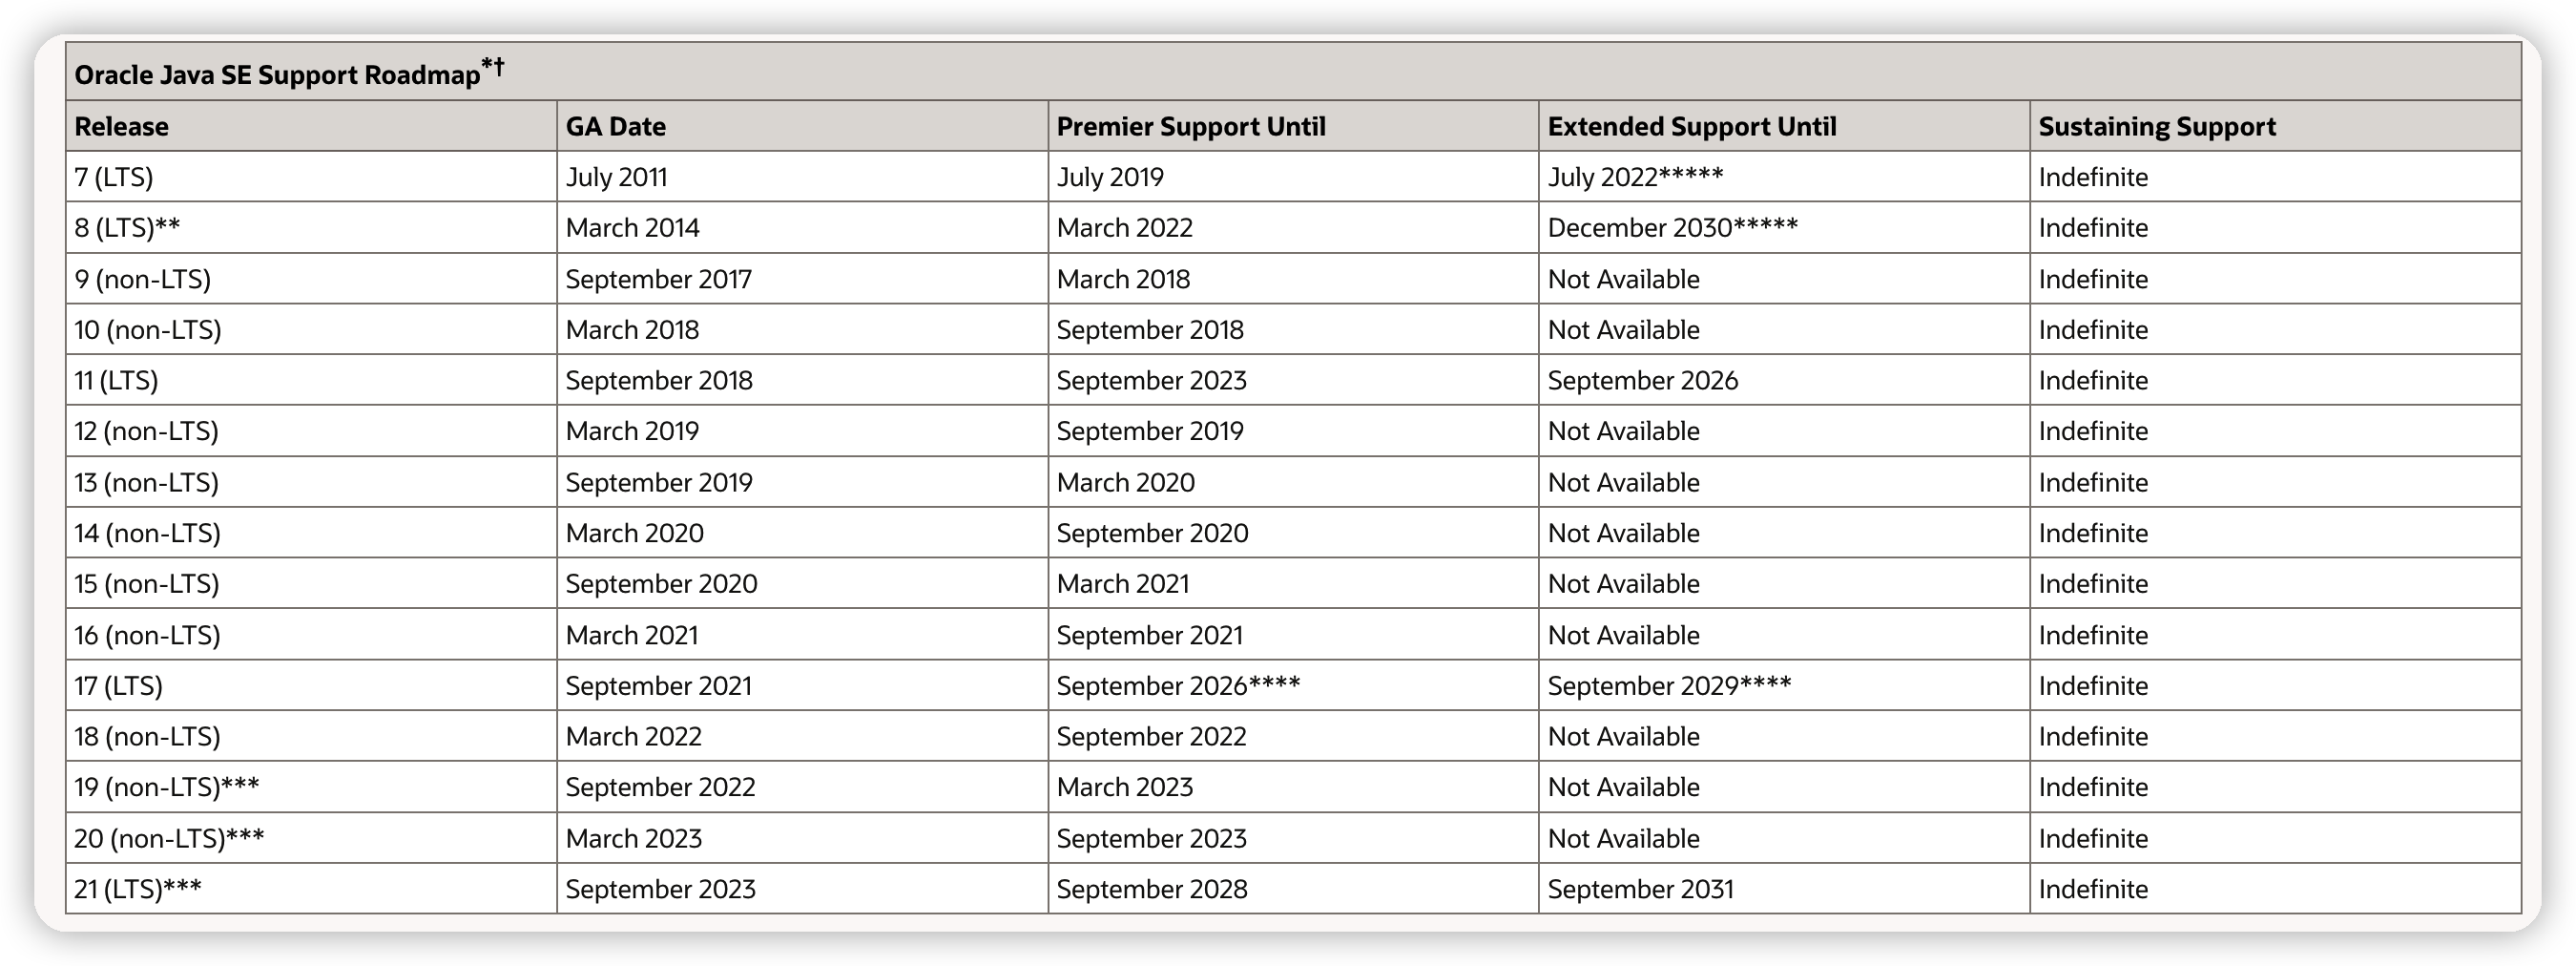 Oracle Java SE Support Roadmap*†
Release GA Date Premier Support Until Extended Support Until Sustaining Support
7 (LTS) July 2011 July 2019 July 2022***** Indefinite
8 (LTS)** March 2014 March 2022 December 2030***** Indefinite
9 (non-LTS) September 2017 March 2018 Not Available Indefinite
10 (non-LTS) March 2018 September 2018 Not Available Indefinite
11 (LTS) September 2018 September 2023 September 2026 Indefinite
12 (non-LTS) March 2019 September 2019 Not Available Indefinite
13 (non-LTS) September 2019 March 2020 Not Available Indefinite
14 (non-LTS) March 2020 September 2020 Not Available Indefinite
15 (non-LTS) September 2020 March 2021 Not Available Indefinite
16 (non-LTS) March 2021 September 2021 Not Available Indefinite
17 (LTS) September 2021 September 2026**** September 2029**** Indefinite
18 (non-LTS) March 2022 September 2022 Not Available Indefinite
19 (non-LTS)*** September 2022 March 2023 Not Available Indefinite
20 (non-LTS)*** March 2023 September 2023 Not Available Indefinite
21 (LTS)*** September 2023 September 2028 September 2031 Indefinite